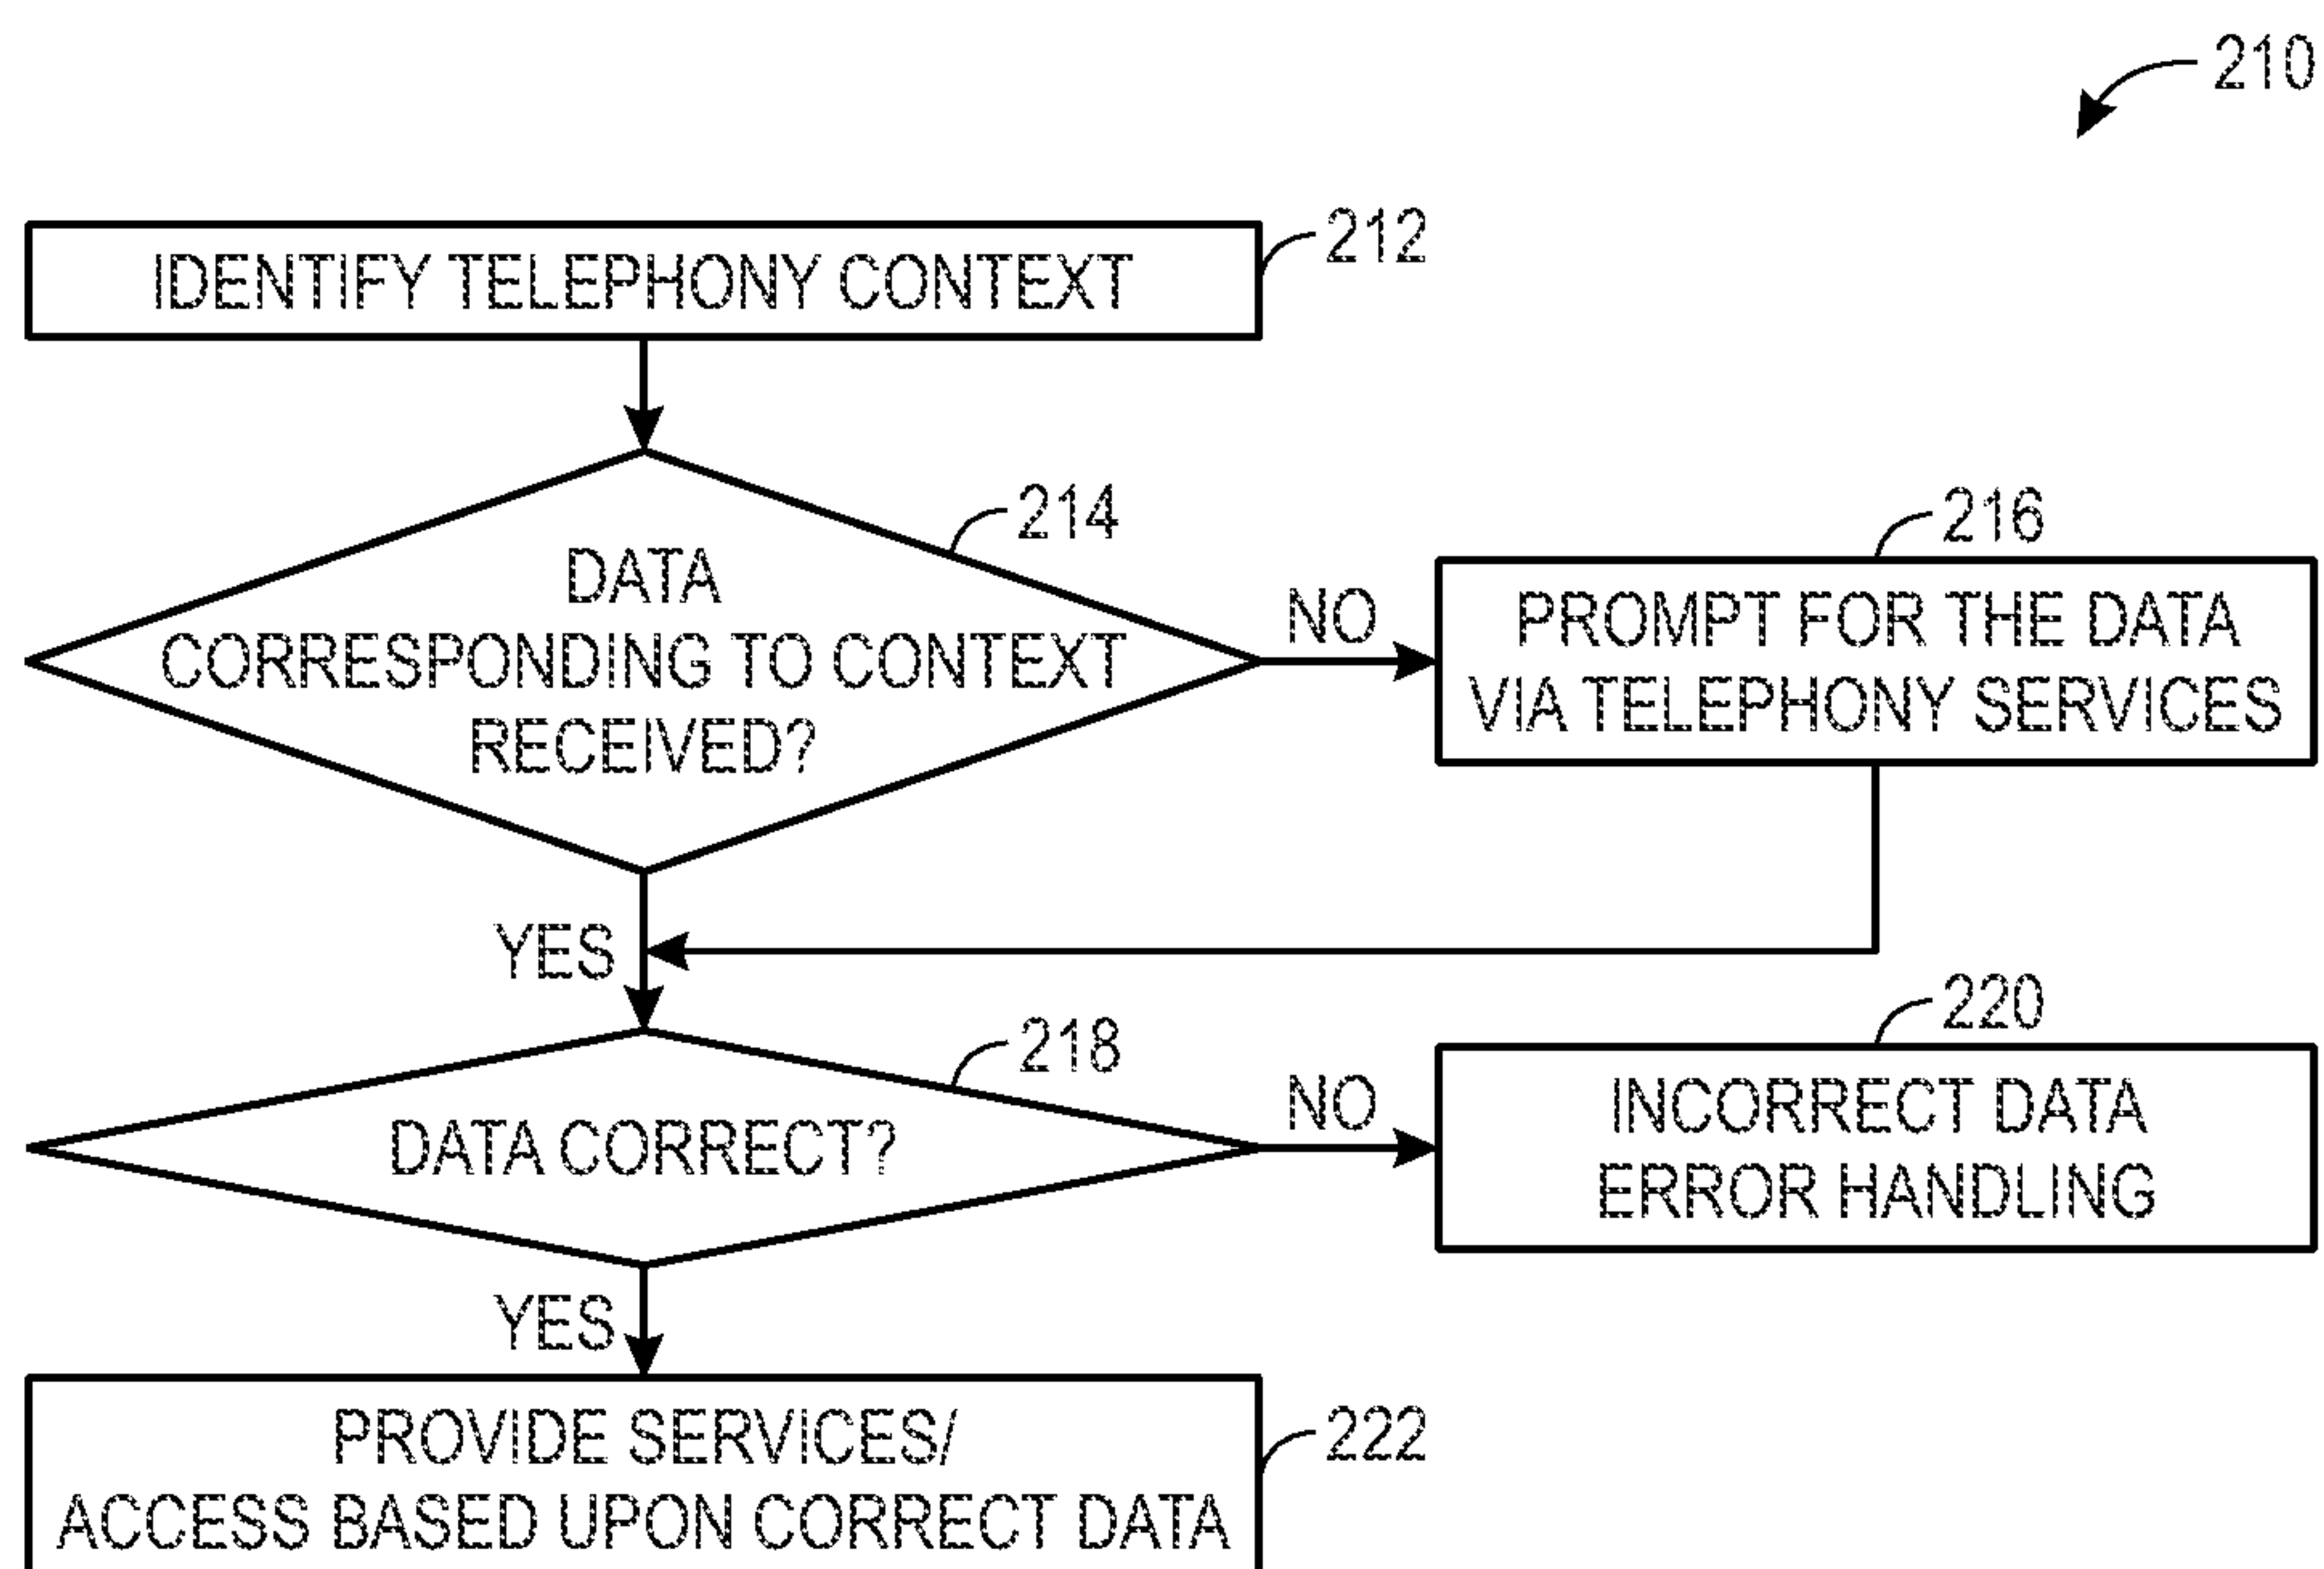 210
IDENTIFY TELEPHONY CONTEXT
212
214
DATA
CORRESPONDING TO CONTEXT
RECEIVED?
NO
216
PROMPT FOR THE DATA
VIA TELEPHONY SERVICES
YES
218
DATA CORRECT?
NO
220
INCORRECT DATA
ERROR HANDLING
YES
PROVIDE SERVICES/
ACCESS BASED UPON CORRECT DATA
222